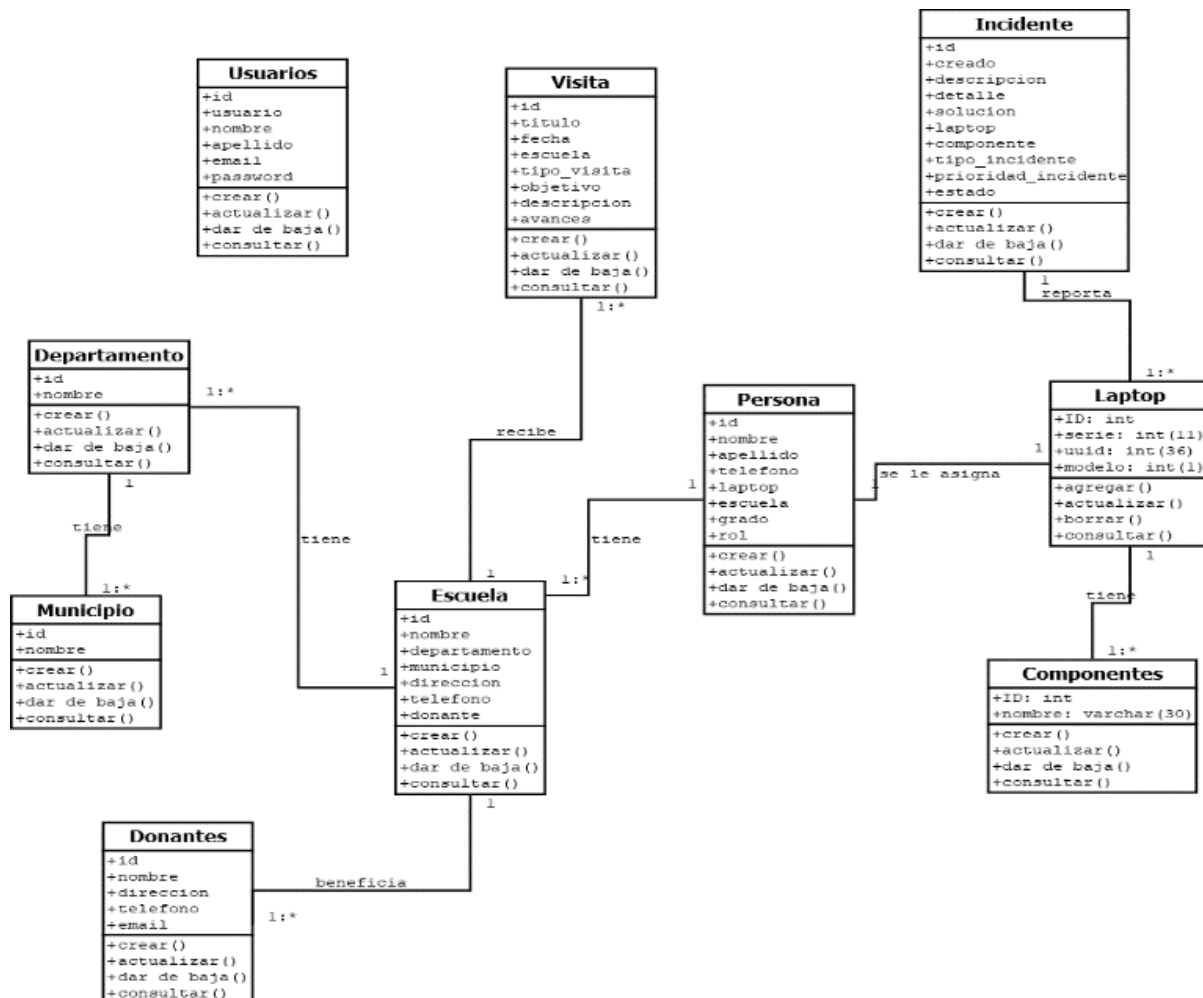 Usuarios
+id
+usuario
+nombre
+apellido
+email
+password
+crear()
+actualizar()
+dar de baja()
+consultar()
Visita
+id
+titulo
+fecha
+escuela
+tipo_visita
+objetivo
+descripcion
+avances
+crear()
+actualizar()
+dar de baja()
+consultar()
1:*
recibe
1
Incidente
+id
+creado
+descripcion
+detalle
+solucion
+laptop
+componente
+tipo_incidente
+prioridad_incidente
+estado
+crear()
+actualizar()
+dar de baja()
+consultar()
1
reporta
1:*
Departamento
+id
+nombre
+crear()
+actualizar()
+dar de baja()
+consultar()
1:*
tiene
1
1
tiene
1:*
Municipio
+id
+nombre
+crear()
+actualizar()
+dar de baja()
+consultar()
Persona
+id
+nombre
+apellido
+telefono
+laptop
+escuela
+grado
+rol
+crear()
+actualizar()
+dar de baja()
+consultar()
1
tiene
1:*
1
se le asigna
1
Laptop
+ID: int
+serie: int(11)
+uuid: int(36)
+modelo: int(1)
+agregar()
+actualizar()
+borrar()
+consultar()
1
tiene
1:*
Escuela
+id
+nombre
+departamento
+municipio
+direccion
+telefono
+donante
+crear()
+actualizar()
+dar de baja()
+consultar()
1
beneficia
1:*
Componentes
+ID: int
+nombre: varchar(30)
+crear()
+actualizar()
+dar de baja()
+consultar()
Donantes
+id
+nombre
+direccion
+telefono
+email
+crear()
+actualizar()
+dar de baja()
+consultar()